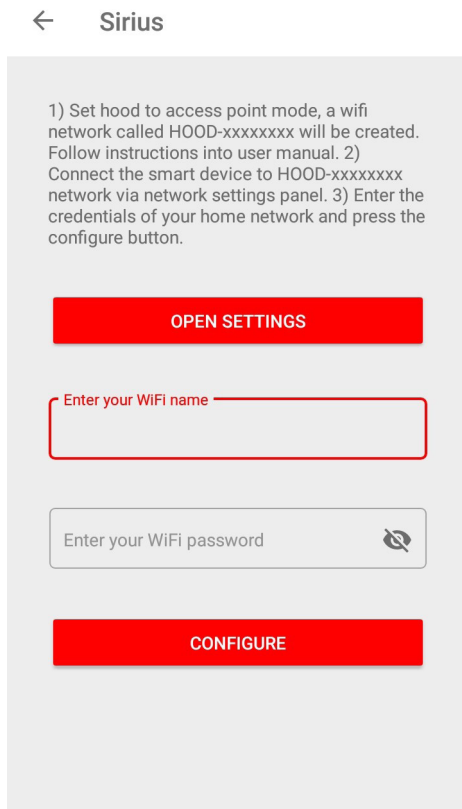 Sirius
1) Set hood to access point mode, a wifi
network called HOOD-xxxxxxxx will be created.
Follow instructions into user manual. 2)
Connect the smart device to HOOD-xxxxxxxx
network via network settings panel. 3) Enter the
credentials of your home network and press the
configure button.
OPEN SETTINGS
Enter your WiFi name
Enter your WiFi password
CONFIGURE